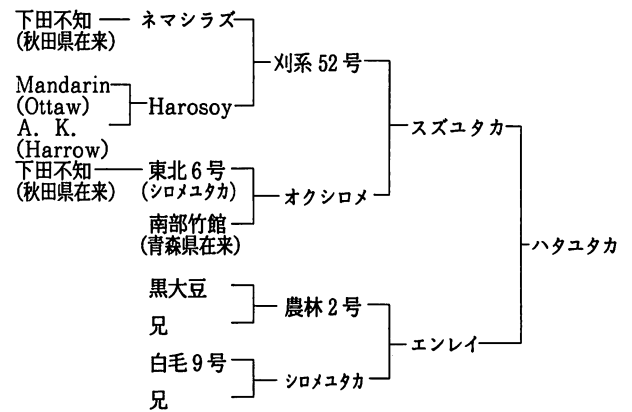 下田不知
(秋田県在来)
ネマシラズ
刈系52号
Mandarin
(Ottaw)
A. K.
(Harrow)
Harosoy
スズユタカ
下田不知
(秋田県在来)
東北6号
(シロメユタカ)
オクシロメ
南部竹館
(青森県在来)
ハタユタカ
黒大豆
兄
農林2号
エンレイ
白毛9号
兄
シロメユタカ